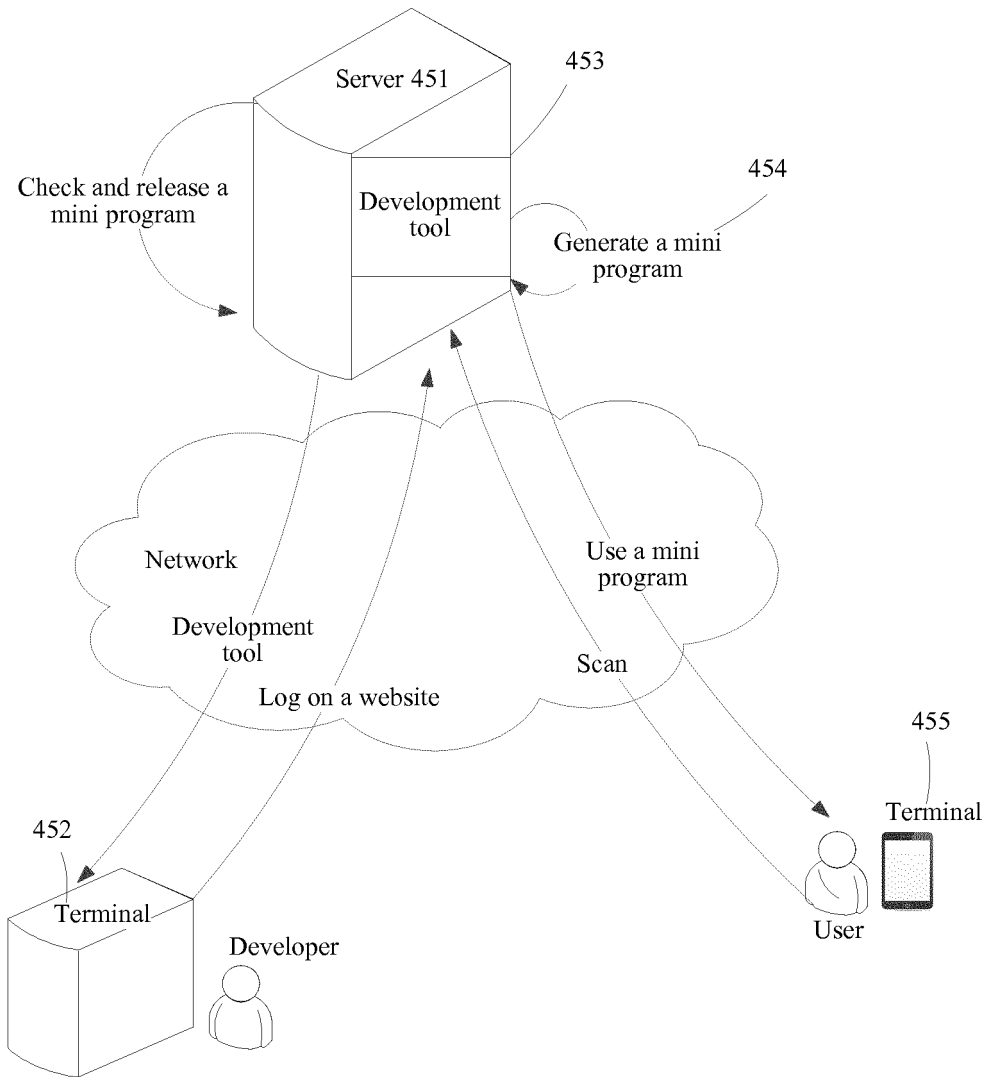 Server 451
453
454
Check and release a
mini program
Development
tool
Generate a mini
program
Network
Use a mini
program
Development
tool
Scan
Log on a website
455
Terminal
452
Terminal
User
Developer